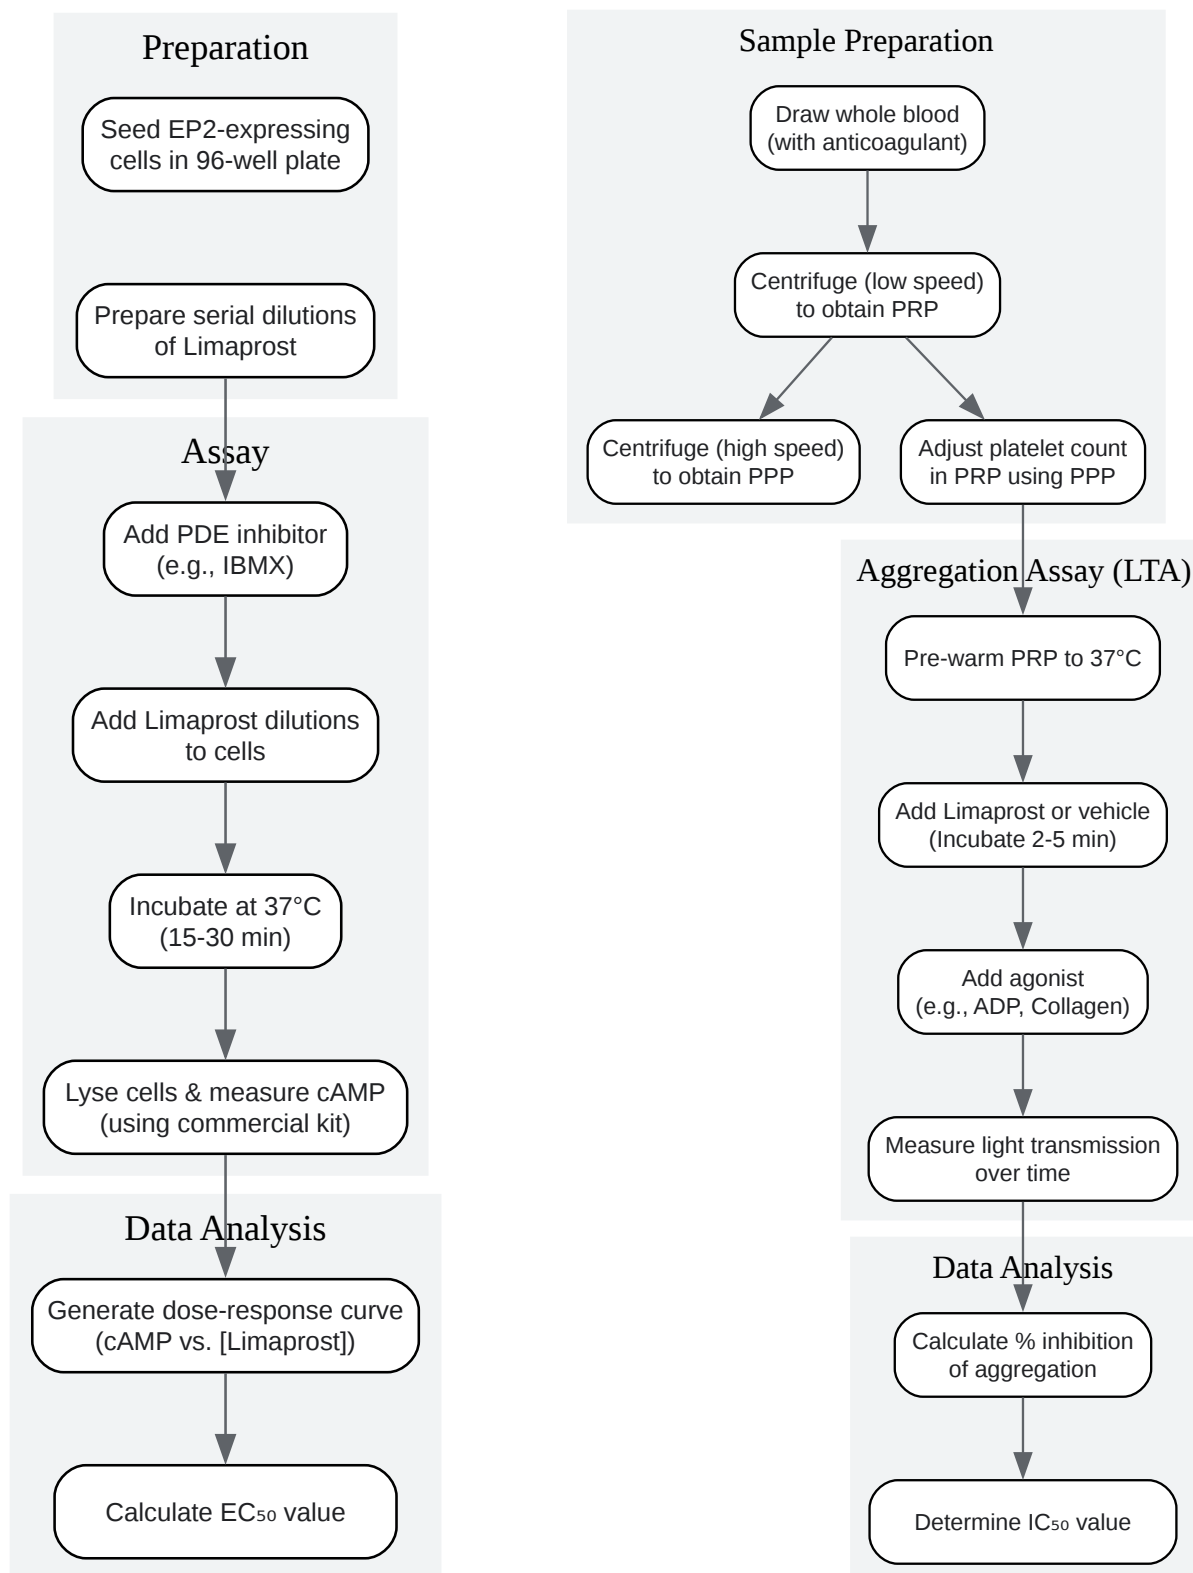 Preparation
Seed EP2-expressing
cells in 96-well plate
Prepare serial dilutions
of Limaprost
Assay
Add PDE inhibitor
(e.g., IBMX)
Add Limaprost dilutions
to cells
Incubate at 37°C
(15-30 min)
Lyse cells & measure cAMP
(using commercial kit)
Data Analysis
Generate dose-response curve
(cAMP vs. [Limaprost])
Calculate EC₅₀ value
Sample Preparation
Draw whole blood
(with anticoagulant)
Centrifuge (low speed)
to obtain PRP
Centrifuge (high speed)
to obtain PPP
Adjust platelet count
in PRP using PPP
Aggregation Assay (LTA)
Pre-warm PRP to 37°C
Add Limaprost or vehicle
(Incubate 2-5 min)
Add agonist
(e.g., ADP, Collagen)
Measure light transmission
over time
Data Analysis
Calculate % inhibition
of aggregation
Determine IC₅₀ value